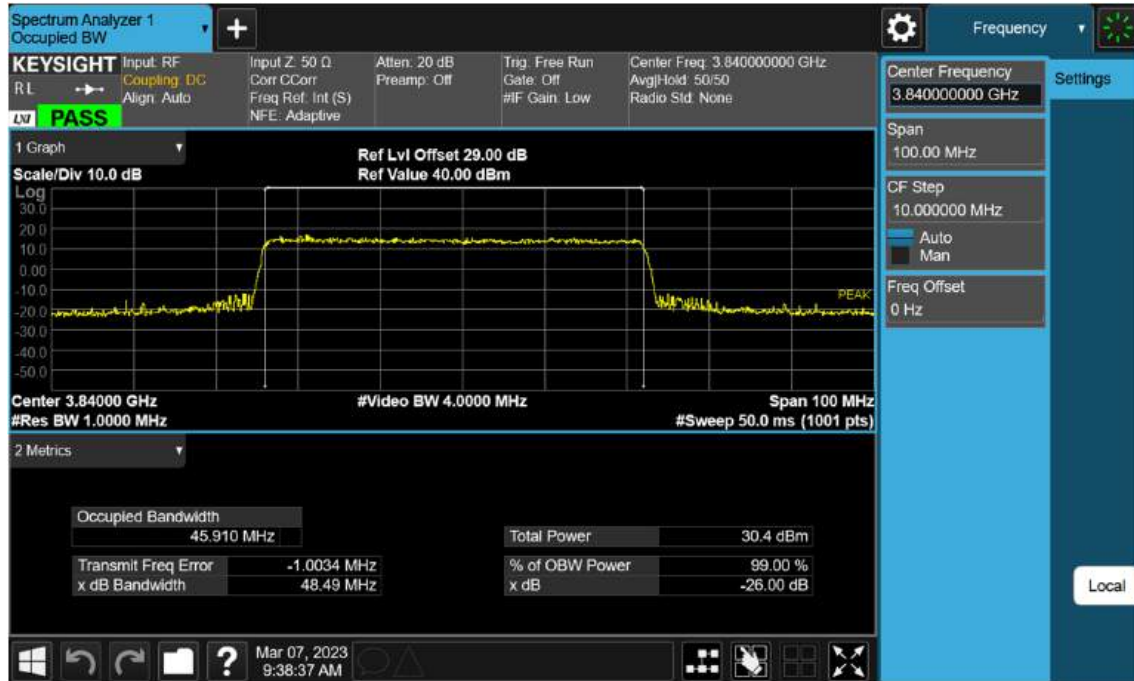 Spectrum Analyzer 1
Occupied BW
+
Frequency
KEYSIGHT
RL
LXI PASS
Input: RF
Coupling: DC
Align: Auto
Input Z: 50 Ω
Corr CCorr
Freq Ref: Int (S)
NFE: Adaptive
Atten: 20 dB
Preamp: Off
Trig: Free Run
Gate: Off
#IF Gain: Low
Center Freq: 3.840000000 GHz
Avg|Hold: 50/50
Radio Std: None
Center Frequency
3.840000000 GHz
Settings
Span
100.00 MHz
CF Step
10.000000 MHz
Auto
Man
Freq Offset
0 Hz
Local
1 Graph
Scale/Div 10.0 dB
Ref Lvl Offset 29.00 dB
Ref Value 40.00 dBm
Log
30.0
20.0
10.0
0.00
-10.0
-20.0
-30.0
-40.0
-50.0
PEAK
Center 3.84000 GHz
#Video BW 4.0000 MHz
Span 100 MHz
#Res BW 1.0000 MHz
#Sweep 50.0 ms (1001 pts)
2 Metrics
Occupied Bandwidth
45.910 MHz
Total Power 30.4 dBm
Transmit Freq Error -1.0034 MHz
% of OBW Power 99.00 %
x dB Bandwidth 48.49 MHz
x dB -26.00 dB
?
Mar 07, 2023
9:38:37 AM